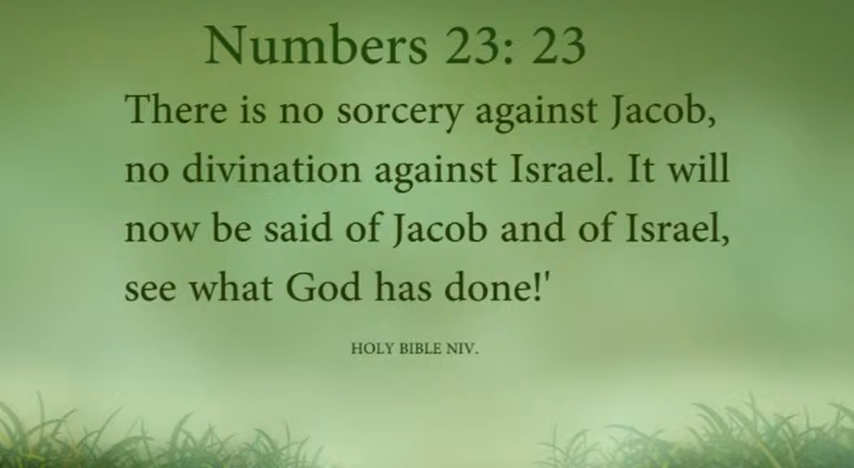 Numbers 23: 23
There is no sorcery against Jacob,
no divination against Israel. It will
now be said of Jacob and of Israel,
see what God has done!'
HOLY BIBLE NIV.